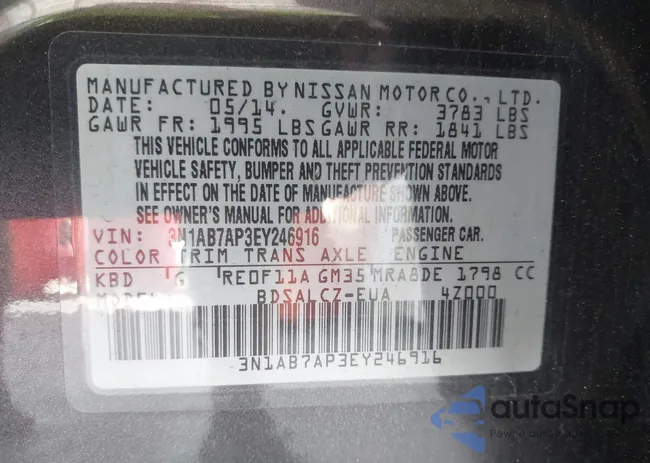 MANUFACTURED BY NISSAN MOTOR CO., LTD.
DATE: 05/14. GVWR: 3783 LBS
GAWR FR: 1995 LBS GAWR RR: 1841 LBS
THIS VEHICLE CONFORMS TO ALL APPLICABLE FEDERAL MOTOR
VEHICLE SAFETY, BUMPER AND THEFT PREVENTION STANDARDS
IN EFFECT ON THE DATE OF MANUFACTURE SHOWN ABOVE.
SEE OWNER'S MANUAL FOR ADDITIONAL INFORMATION
VIN: 3N1AB7AP3EY246916 PASSENGER CAR.
COLOR TRIM TRANS AXLE ENGINE
KBD G RE0F11A GM35 MRA8DE 1798 CC
MODEL BDSALCZ-EUA 4Z000
3N1AB7AP3EY246916
autoSnap